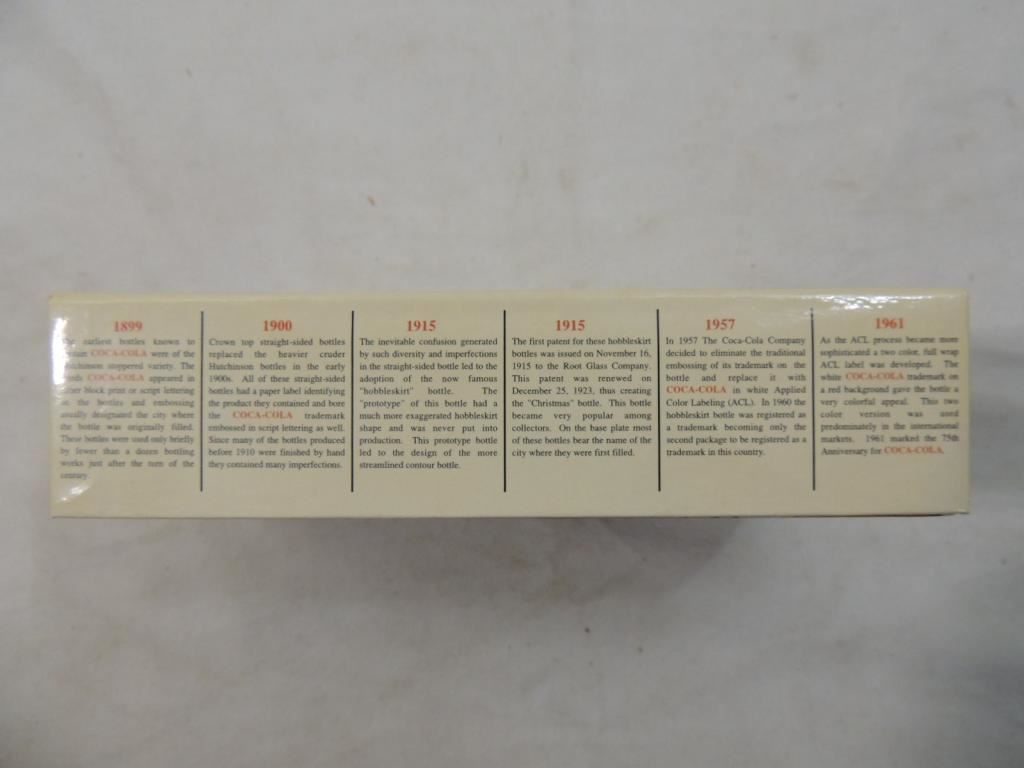 1899
The earliest bottles known to
contain COCA-COLA were of the
Hutchinson stoppered variety. The
words COCA-COLA appeared in
either block print or script lettering
on the bottles and embossing
usually designated the city where
the bottle was originally filled.
These bottles were used only briefly
by fewer than a dozen bottling
works just after the turn of the
century.
1900
Crown top straight-sided bottles
replaced the heavier cruder
Hutchinson bottles in the early
1900s. All of these straight-sided
bottles had a paper label identifying
the product they contained and bore
the COCA-COLA trademark
embossed in script lettering as well.
Since many of the bottles produced
before 1910 were finished by hand
they contained many imperfections.
1915
The inevitable confusion generated
by such diversity and imperfections
in the straight-sided bottle led to the
adoption of the now famous
"hobbleskirt" bottle. The
"prototype" of this bottle had a
much more exaggerated hobbleskirt
shape and was never put into
production. This prototype bottle
led to the design of the more
streamlined contour bottle.
1915
The first patent for these hobbleskirt
bottles was issued on November 16,
1915 to the Root Glass Company.
This patent was renewed on
December 25, 1923, thus creating
the "Christmas" bottle. This bottle
became very popular among
collectors. On the base plate most
of these bottles bear the name of the
city where they were first filled.
1957
In 1957 The Coca-Cola Company
decided to eliminate the traditional
embossing of its trademark on the
bottle and replace it with
COCA-COLA in white Applied
Color Labeling (ACL). In 1960 the
hobbleskirt bottle was registered as
a trademark becoming only the
second package to be registered as a
trademark in this country.
1961
As the ACL process became more
sophisticated a two color, full wrap
ACL label was developed. The
white COCA-COLA trademark on
a red background gave the bottle a
very colorful appeal. This two
color version was used
predominately in the international
markets. 1961 marked the 75th
Anniversary for COCA-COLA.